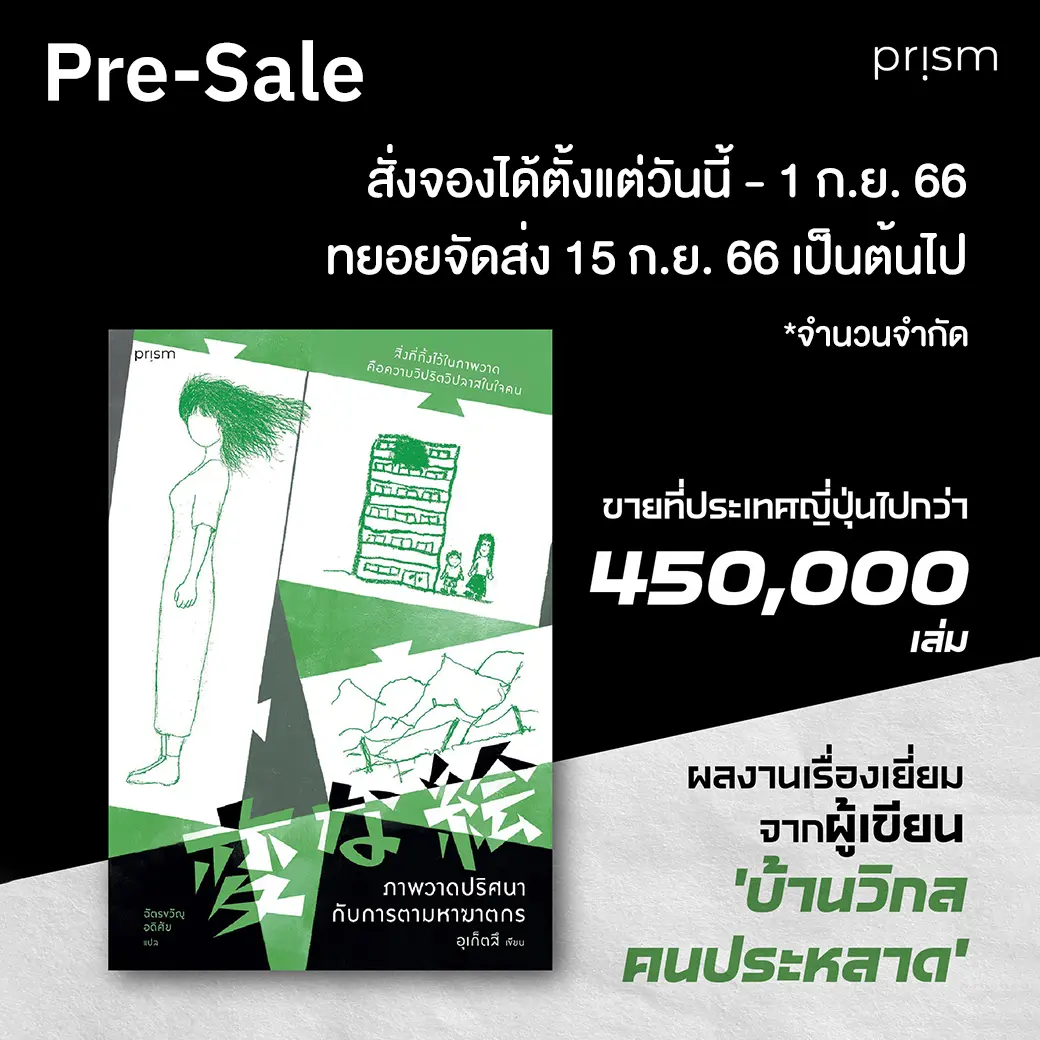 Pre-Sale
prism
สั่งจองได้ตั้งแต่วันนี้ - 1 ก.ย. 66
ทยอยจัดส่ง 15 ก.ย. 66 เป็นต้นไป
*จำนวนจำกัด
prism
สิ่งที่ทิ้งไว้ในภาพวาด
คือความวิปริตวิปลาสในใจคน
変な絵
ภาพวาดปริศนา
กับการตามหาฆาตกร
อุเก็ตสึ เขียน
ฉัตรขวัญ
อดิศัย
แปล
ขายที่ประเทศญี่ปุ่นไปกว่า
450,000
เล่ม
ผลงานเรื่องเยี่ยม
จากผู้เขียน
'บ้านวิกล
คนประหลาด'